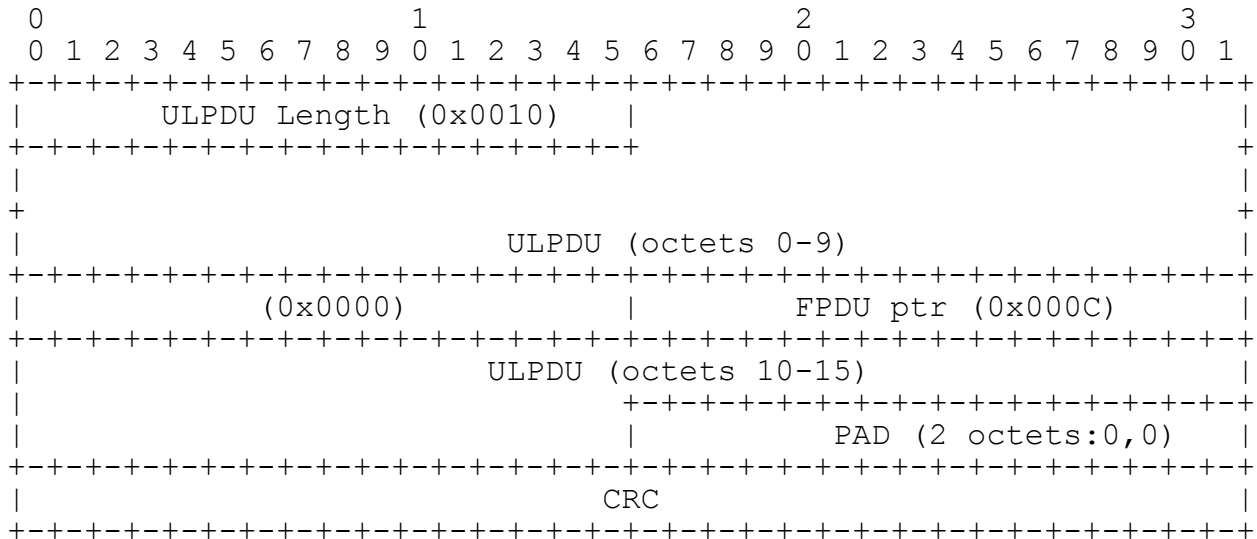 0                   1                   2                   3
 0 1 2 3 4 5 6 7 8 9 0 1 2 3 4 5 6 7 8 9 0 1 2 3 4 5 6 7 8 9 0 1
+-+-+-+-+-+-+-+-+-+-+-+-+-+-+-+-+-+-+-+-+-+-+-+-+-+-+-+-+-+-+-+-+
|       ULPDU Length (0x0010)   |                               |
+-+-+-+-+-+-+-+-+-+-+-+-+-+-+-+-+                               +
|                                                               |
+                                                               +
|                         ULPDU (octets 0-9)                    |
+-+-+-+-+-+-+-+-+-+-+-+-+-+-+-+-+-+-+-+-+-+-+-+-+-+-+-+-+-+-+-+-+
|            (0x0000)           |        FPDU ptr (0x000C)      |
+-+-+-+-+-+-+-+-+-+-+-+-+-+-+-+-+-+-+-+-+-+-+-+-+-+-+-+-+-+-+-+-+
|                        ULPDU (octets 10-15)                   |
|                               +-+-+-+-+-+-+-+-+-+-+-+-+-+-+-+-+
|                               |          PAD (2 octets:0,0)   |
+-+-+-+-+-+-+-+-+-+-+-+-+-+-+-+-+-+-+-+-+-+-+-+-+-+-+-+-+-+-+-+-+
|                              CRC                              |
+-+-+-+-+-+-+-+-+-+-+-+-+-+-+-+-+-+-+-+-+-+-+-+-+-+-+-+-+-+-+-+-+